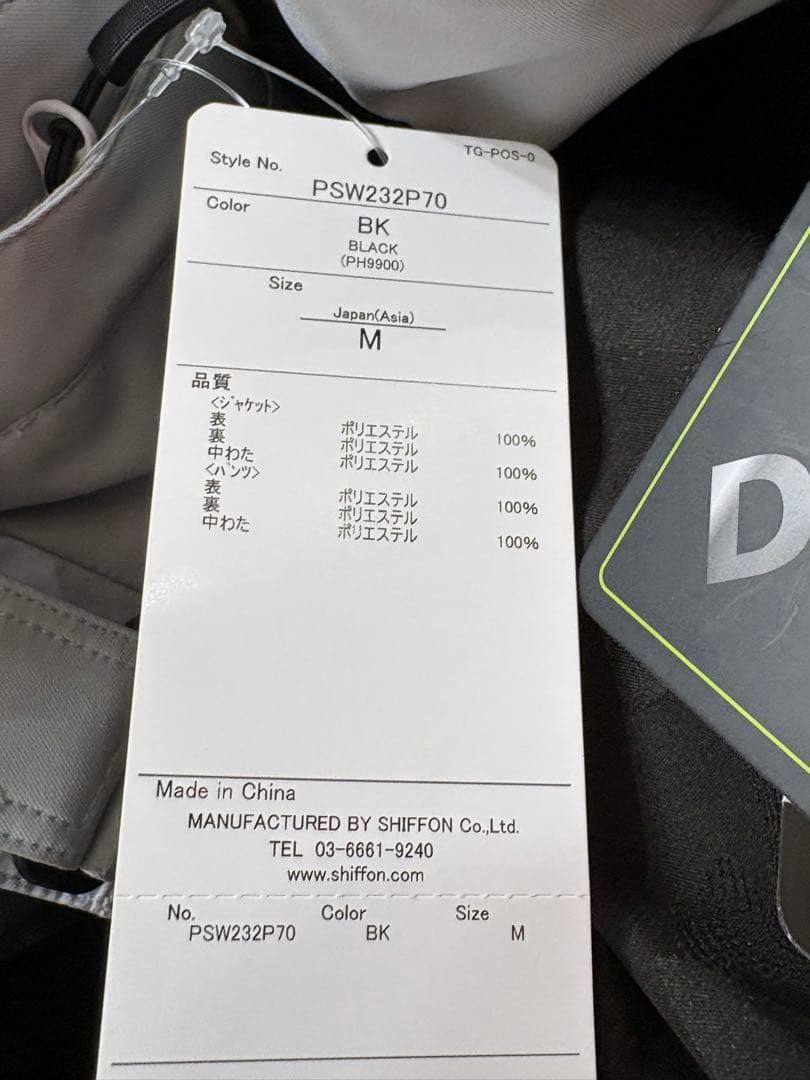 TG-POS-0
Style No.
PSW232P70
Color
BK
BLACK
(PH9900)
Size
Japan(Asia)
M
品質
<ジャケット>
表 ポリエステル 100%
裏 ポリエステル 100%
中わた ポリエステル
<パンツ>
表 ポリエステル 100%
裏 ポリエステル 100%
中わた ポリエステル
Made in China
MANUFACTURED BY SHIFFON Co.,Ltd.
TEL 03-6661-9240
www.shiffon.com
No. Color Size
PSW232P70 BK M
D